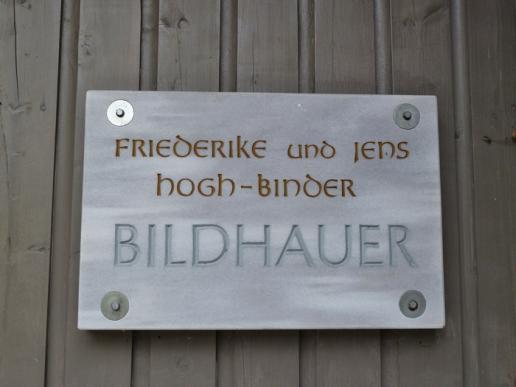 FRIEDERIKE und JENS
HOGH-BINDER
BILDHAUER